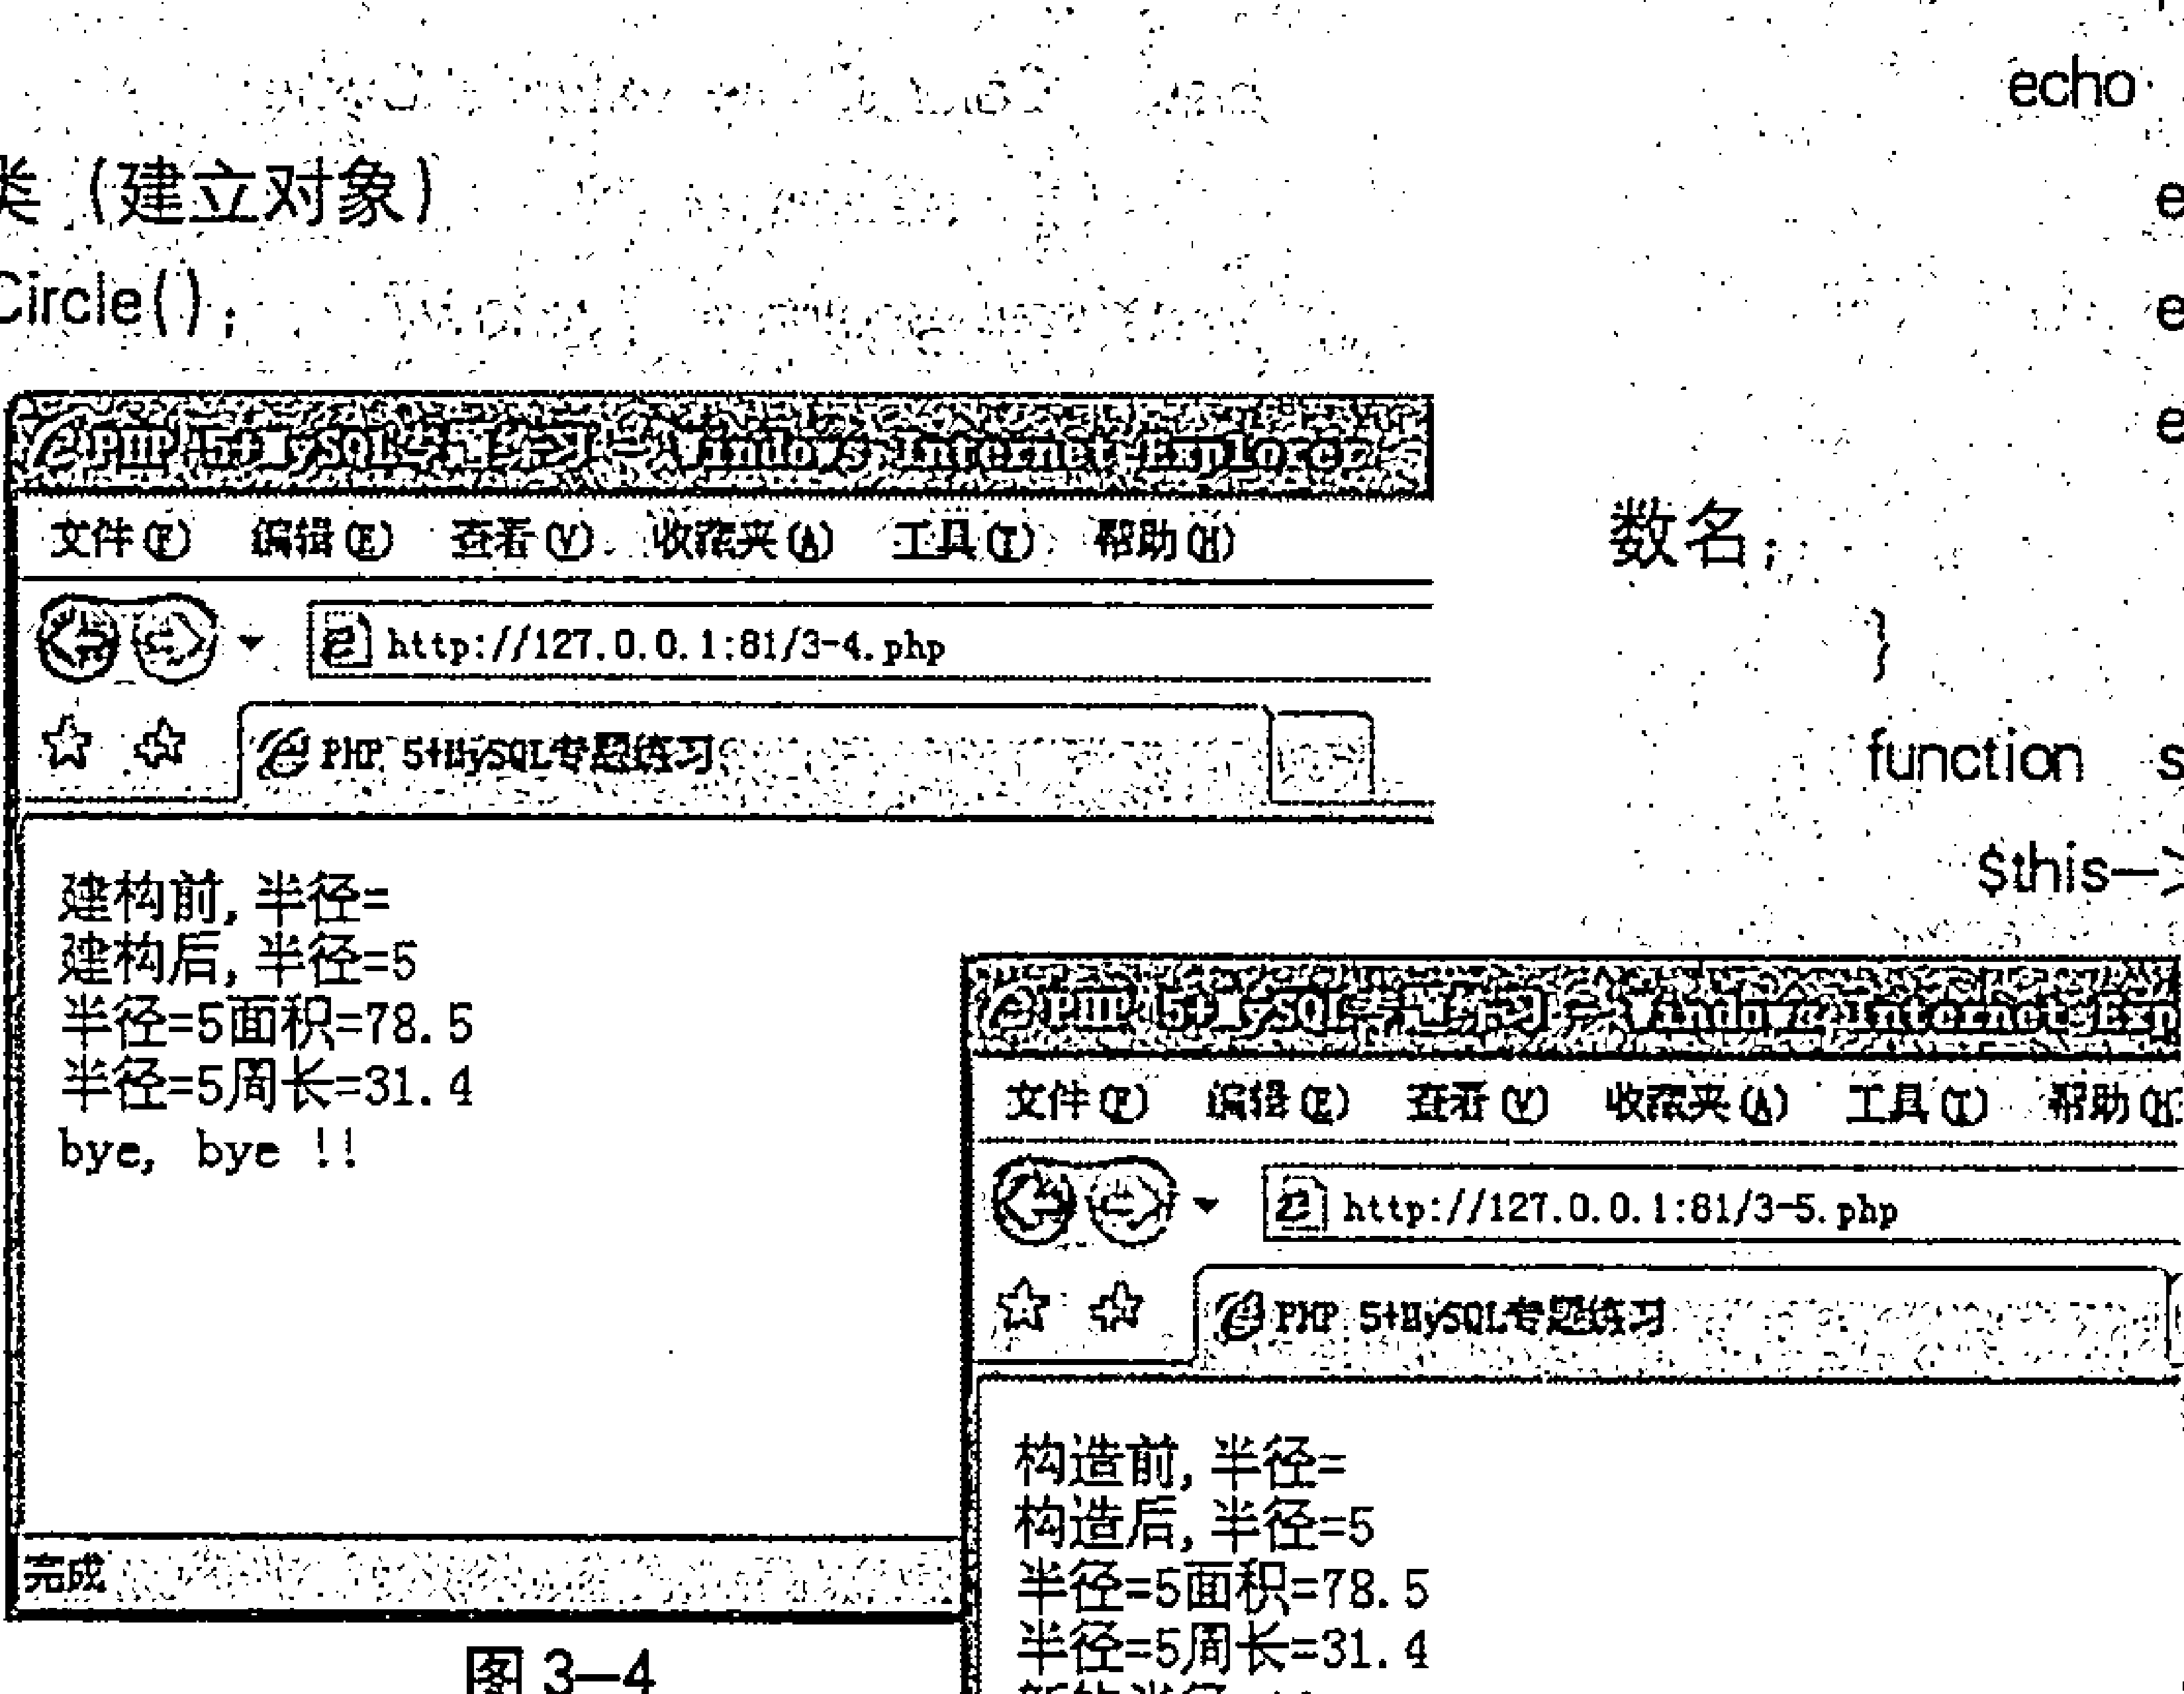 echo
类 (建立对象)
Circle();
PHP 5+MySQL专题练习 - Windows Internet Explorer
文件(F) 编辑(E) 查看(V) 收藏夹(A) 工具(T) 帮助(H)
http://127.0.0.1:81/3-4.php
PHP 5+MySQL专题练习
建构前,半径=
建构后,半径=5
半径=5面积=78.5
半径=5周长=31.4
bye, bye !!
完成
图 3—4
数名;
}
function s
$this—>
PHP 5+MySQL专题练习 - Windows Internet Exp
文件(F) 编辑(E) 查看(V) 收藏夹(A) 工具(T) 帮助(H
http://127.0.0.1:81/3-5.php
PHP 5+MySQL专题练习
构造前,半径=
构造后,半径=5
半径=5面积=78.5
半径=5周长=31.4